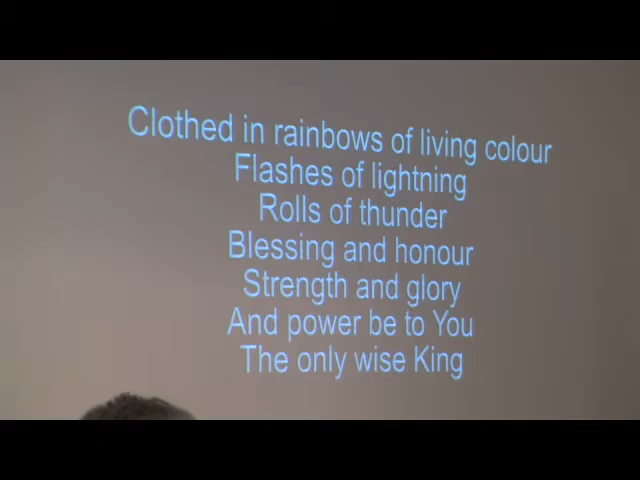 Clothed in rainbows of living colour
Flashes of lightning
Rolls of thunder
Blessing and honour
Strength and glory
And power be to You
The only wise King